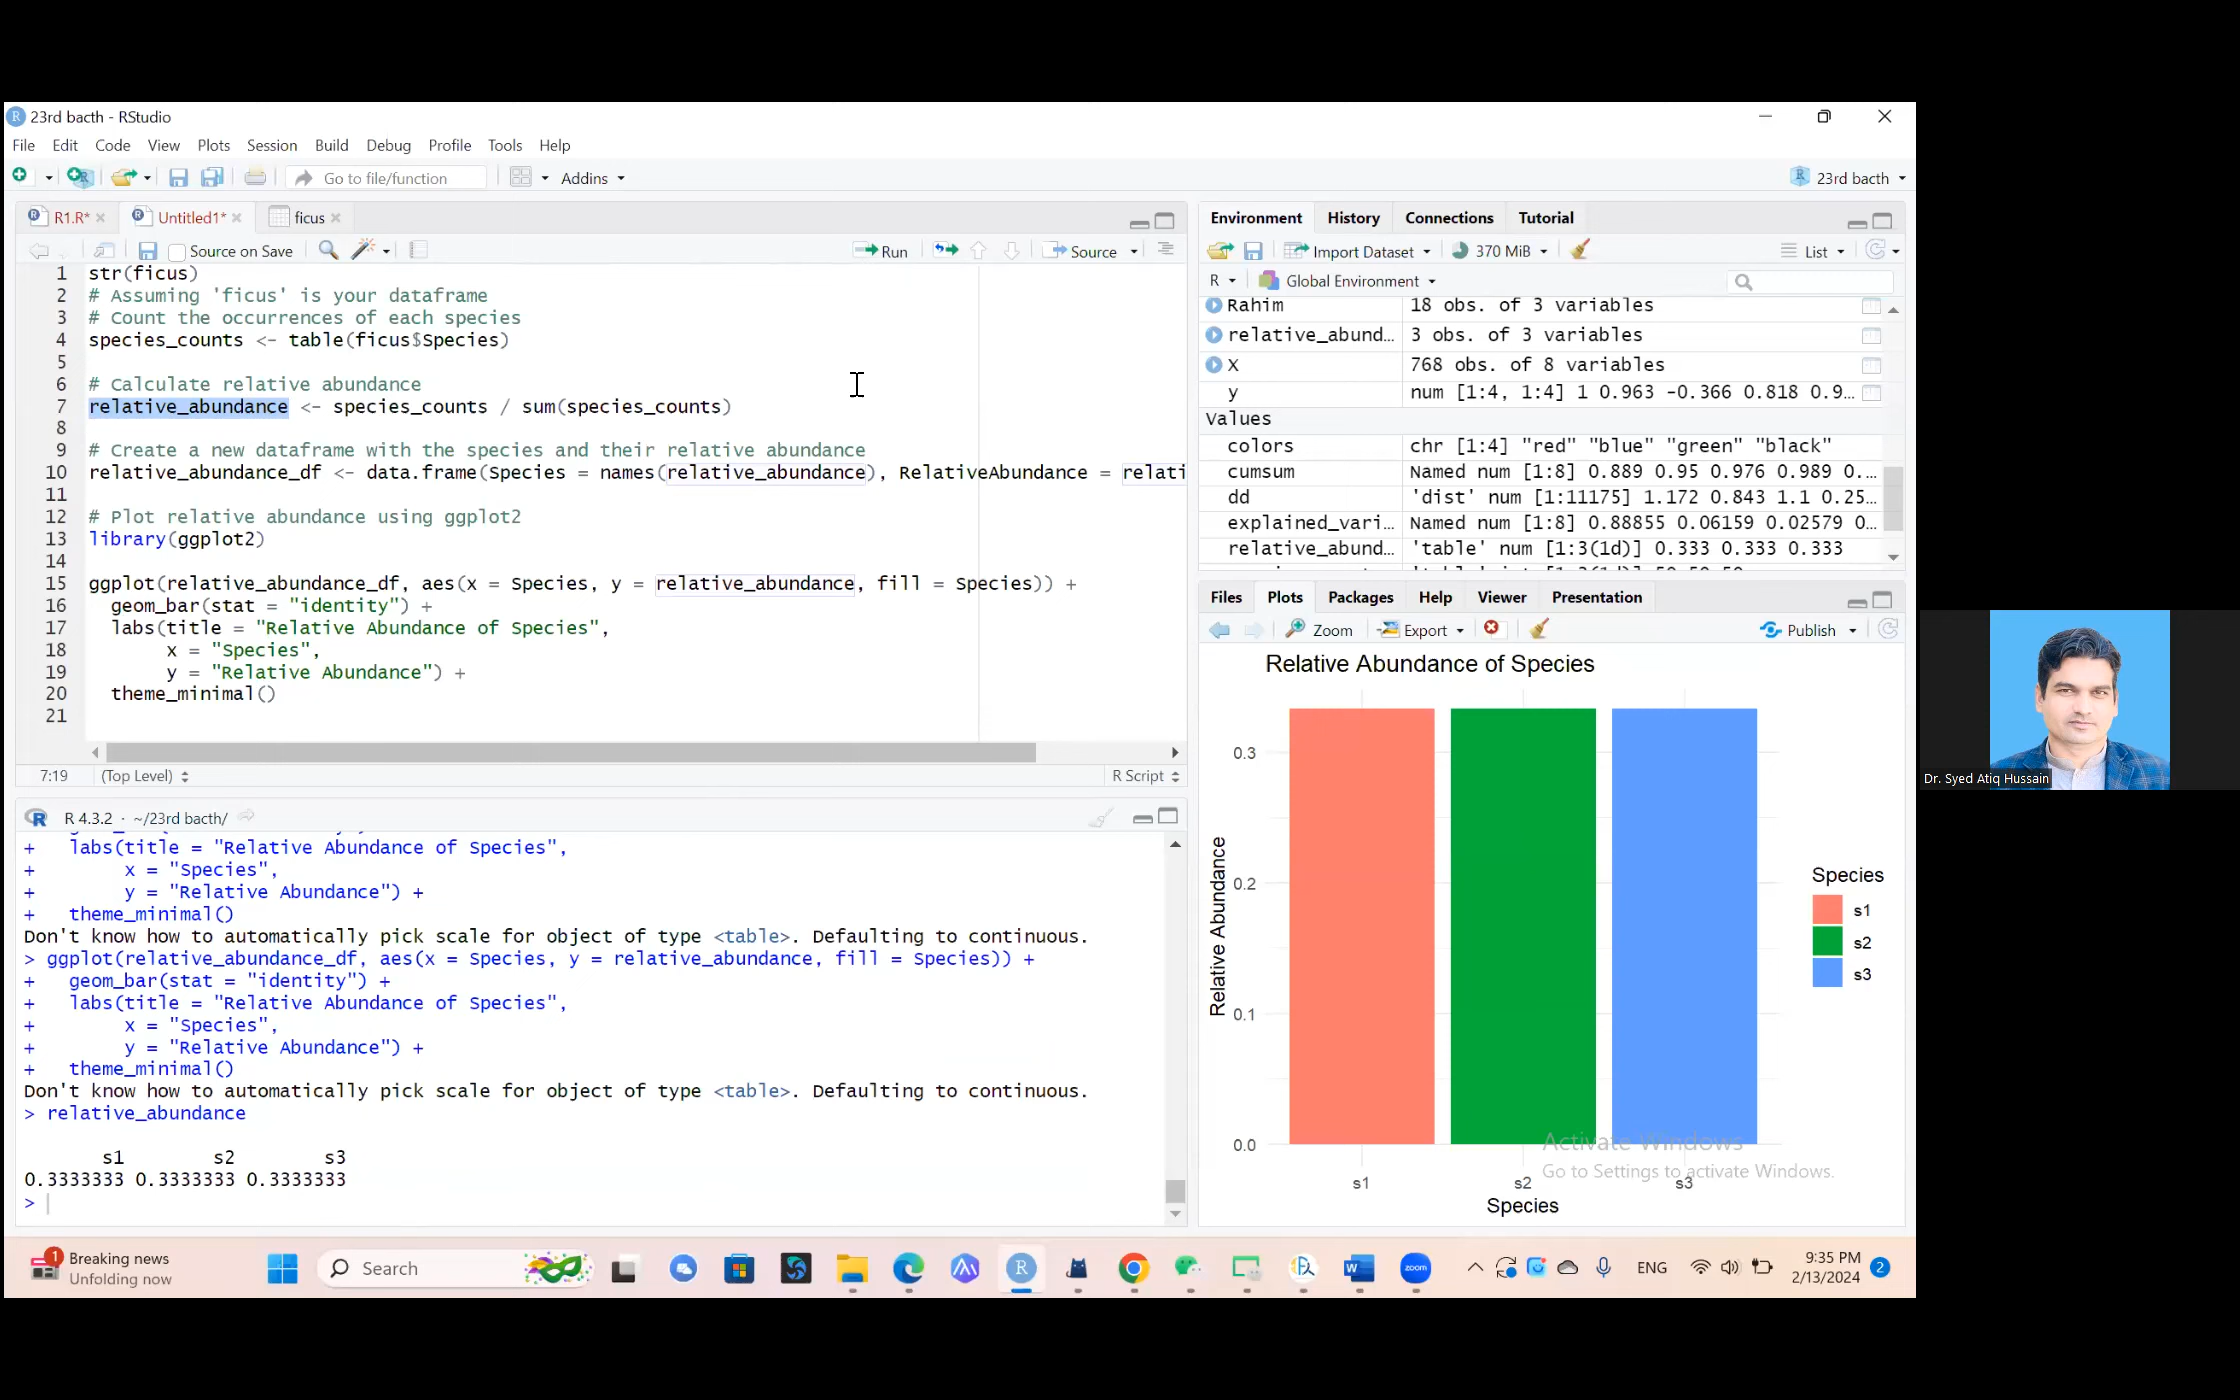 23rd bacth - RStudio
File Edit Code View Plots Session Build Debug Profile Tools Help
Go to file/function Addins 23rd bacth
R1.R* Untitled1* ficus
Source on Save Run Source
1 str(ficus)
2 # Assuming 'ficus' is your dataframe
3 # Count the occurrences of each species
4 species_counts <- table(ficus$Species)
5
6 # Calculate relative abundance
7 relative_abundance <- species_counts / sum(species_counts)
8
9 # Create a new dataframe with the species and their relative abundance
10 relative_abundance_df <- data.frame(Species = names(relative_abundance), RelativeAbundance = relati
11
12 # Plot relative abundance using ggplot2
13 library(ggplot2)
14
15 ggplot(relative_abundance_df, aes(x = Species, y = relative_abundance, fill = Species)) +
16 geom_bar(stat = "identity") +
17 labs(title = "Relative Abundance of Species",
18 x = "Species",
19 y = "Relative Abundance") +
20 theme_minimal()
21
7:19 (Top Level) R Script
R 4.3.2 · ~/23rd bacth/
+ labs(title = "Relative Abundance of Species",
+ x = "Species",
+ y = "Relative Abundance") +
+ theme_minimal()
Don't know how to automatically pick scale for object of type <table>. Defaulting to continuous.
> ggplot(relative_abundance_df, aes(x = Species, y = relative_abundance, fill = Species)) +
+ geom_bar(stat = "identity") +
+ labs(title = "Relative Abundance of Species",
+ x = "Species",
+ y = "Relative Abundance") +
+ theme_minimal()
Don't know how to automatically pick scale for object of type <table>. Defaulting to continuous.
> relative_abundance
s1 s2 s3
0.3333333 0.3333333 0.3333333
>
Environment History Connections Tutorial
Import Dataset 370 MiB List
R Global Environment
Rahim 18 obs. of 3 variables
relative_abund… 3 obs. of 3 variables
X 768 obs. of 8 variables
y num [1:4, 1:4] 1 0.963 -0.366 0.818 0.9…
Values
colors chr [1:4] "red" "blue" "green" "black"
cumsum Named num [1:8] 0.889 0.95 0.976 0.989 0.…
dd 'dist' num [1:11175] 1.172 0.843 1.1 0.25…
explained_vari… Named num [1:8] 0.88855 0.06159 0.02579 0…
relative_abund… 'table' num [1:3(1d)] 0.333 0.333 0.333
Files Plots Packages Help Viewer Presentation
Zoom Export Publish
Relative Abundance of Species
0.3
0.2
0.1
0.0
Relative Abundance
s1 s2 s3
Species
Species
s1
s2
s3
Activate Windows
Go to Settings to activate Windows.
Dr. Syed Atiq Hussain
1
Breaking news
Unfolding now
Search
zoom
ENG
9:35 PM
2/13/2024
2